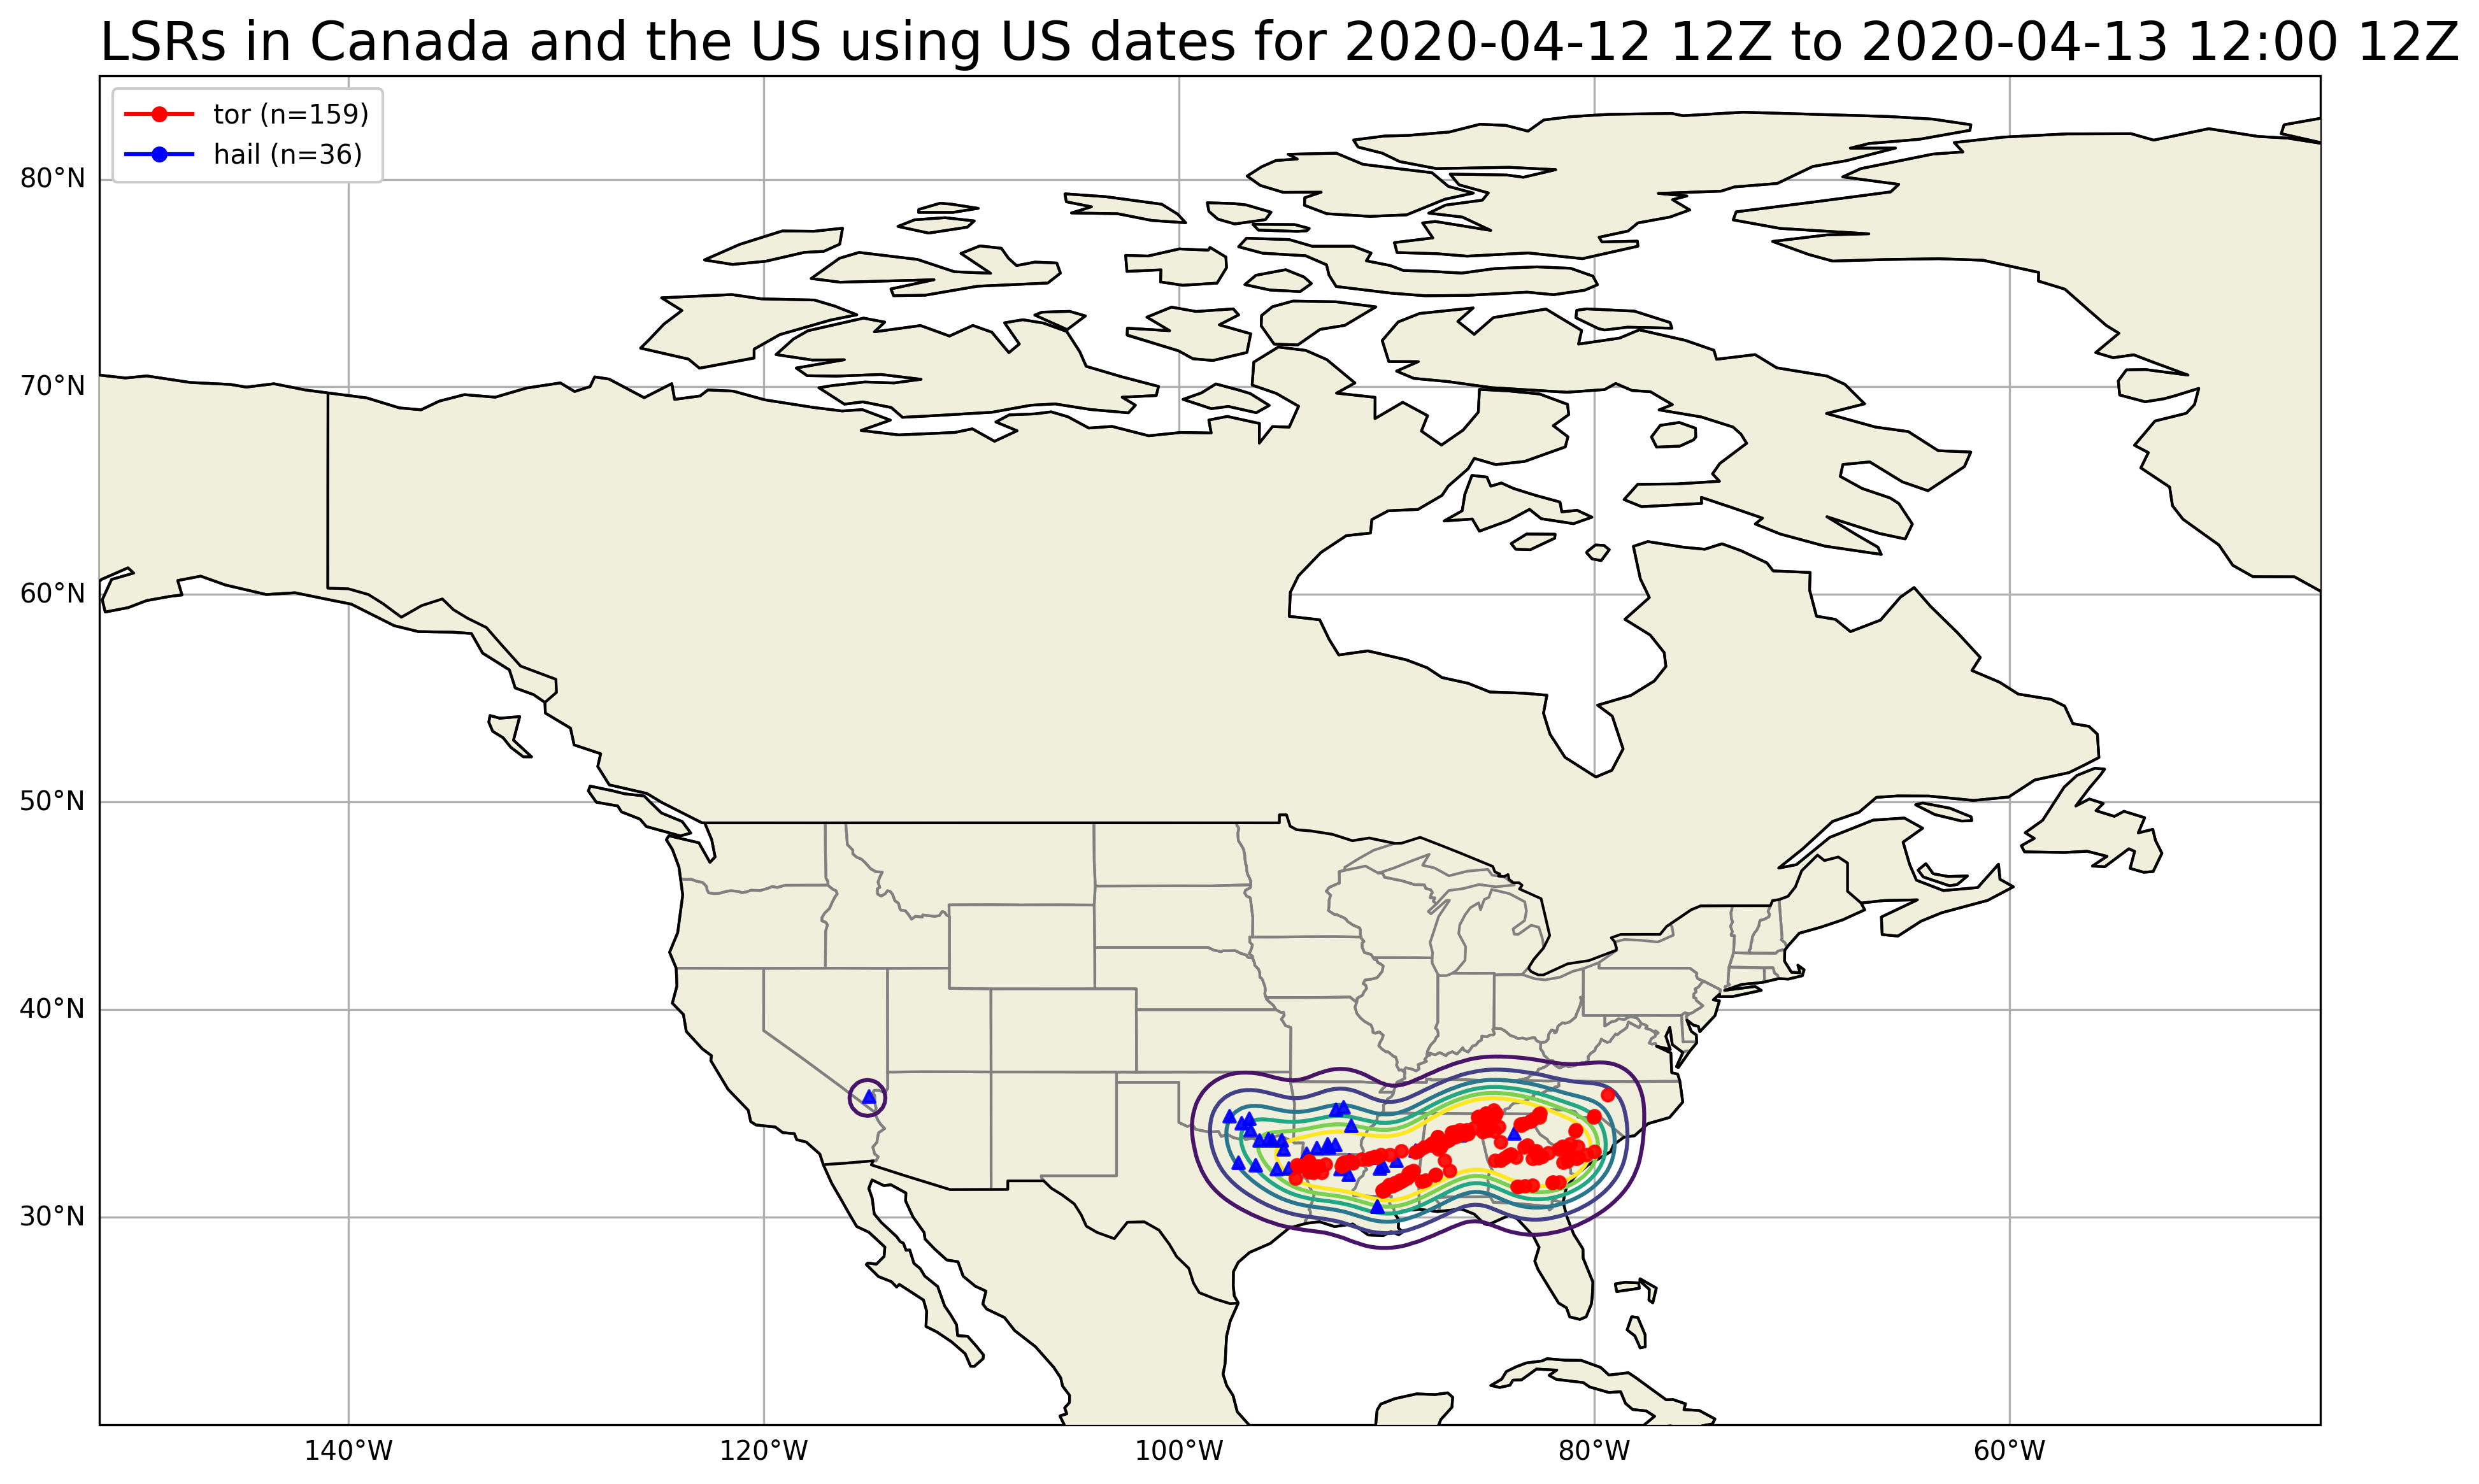 LSRs in Canada and the US using US dates for 2020-04-12 12Z to 2020-04-13 12:00 12Z
tor (n=159)
hail (n=36)
80°N
70°N
60°N
50°N
40°N
30°N
140°W
120°W
100°W
80°W
60°W